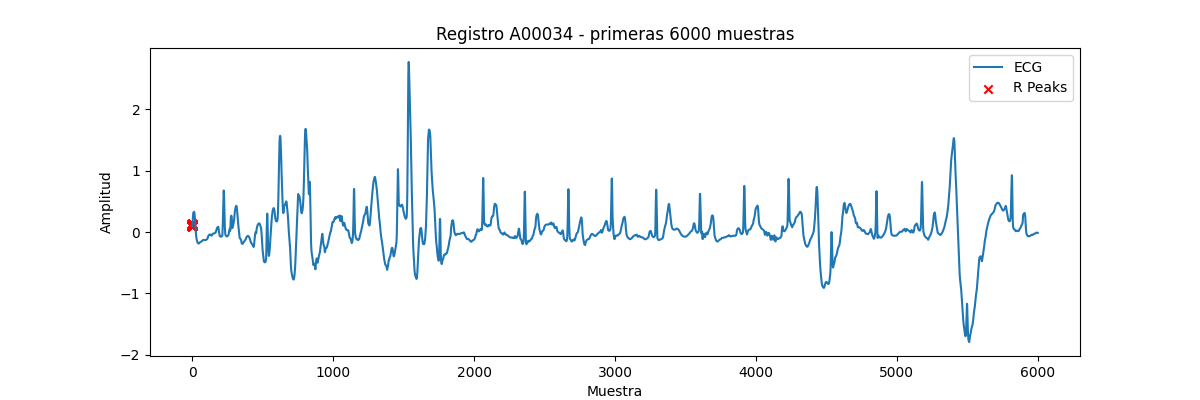 Registro A00034 - primeras 6000 muestras
ECG
R Peaks
Amplitud
2
1
0
−1
−2
0 1000 2000 3000 4000 5000 6000
Muestra